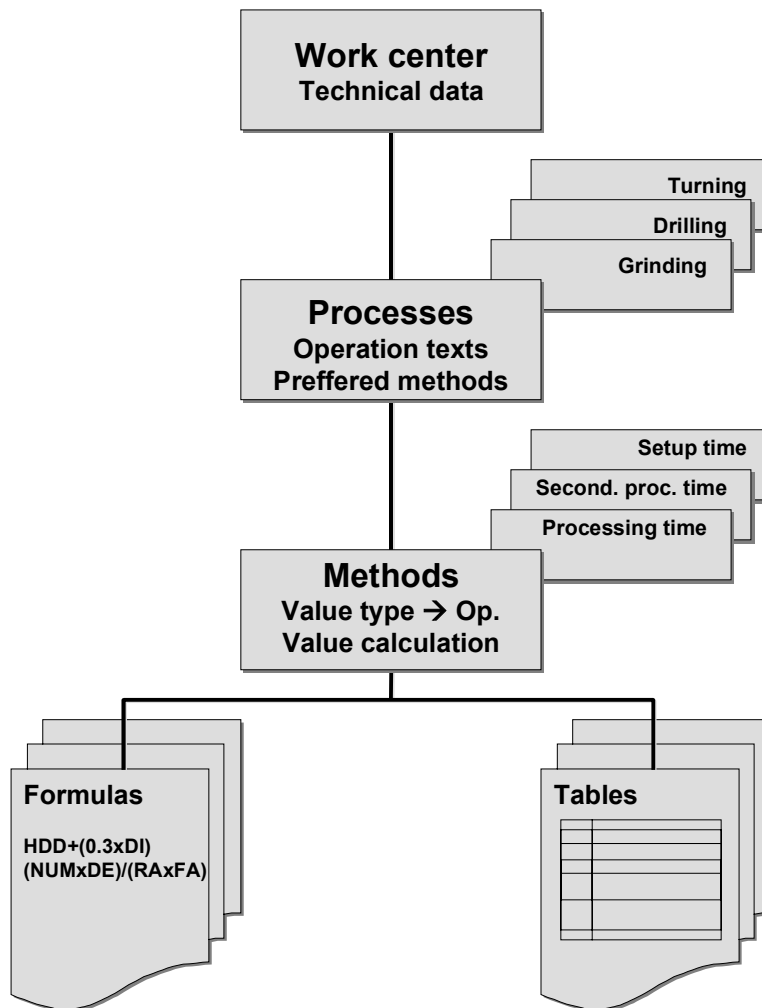 Work center
Technical data
Turning
Drilling
Grinding
Processes
Operation texts
Preffered methods
Setup time
Second. proc. time
Processing time
Methods
Value type → Op.
Value calculation
Formulas
HDD+(0.3xDI)
(NUMxDE)/(RAxFA)
Tables